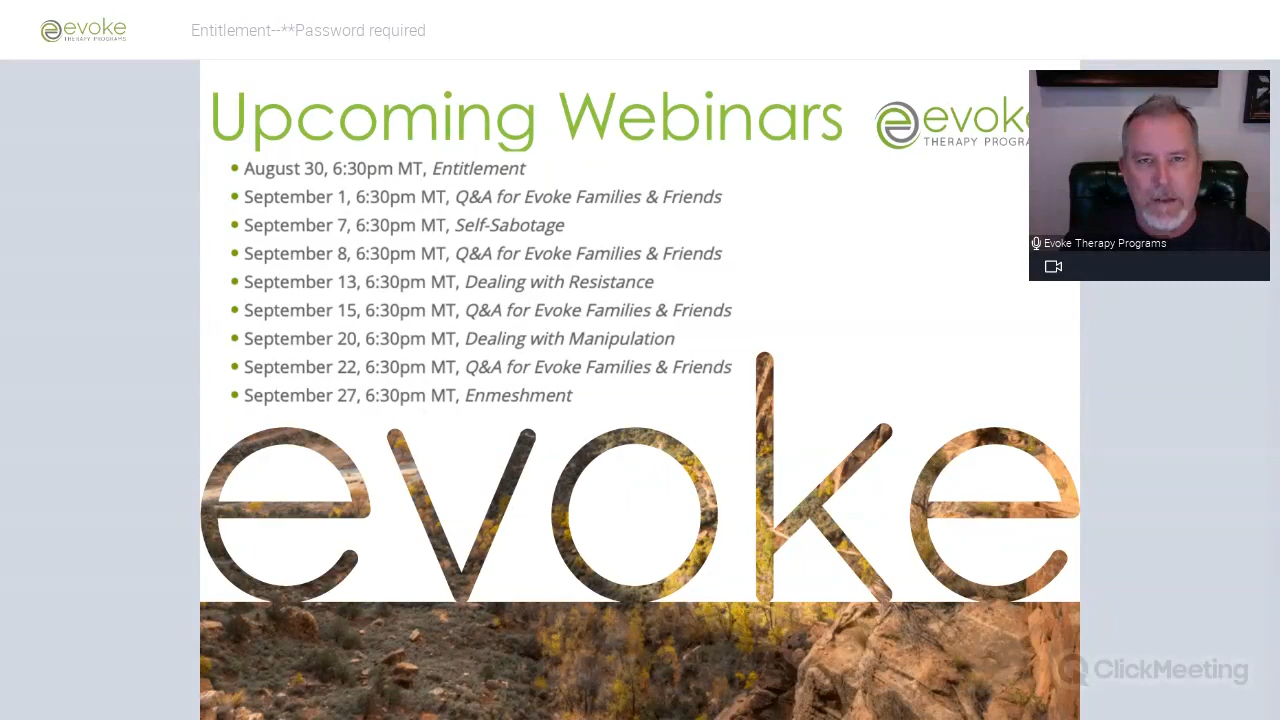 evoke
THERAPY PROGRAMS
Entitlement--**Password required
Upcoming Webinars
evoke
THERAPY PROGRA
• August 30, 6:30pm MT, Entitlement
• September 1, 6:30pm MT, Q&A for Evoke Families & Friends
• September 7, 6:30pm MT, Self-Sabotage
• September 8, 6:30pm MT, Q&A for Evoke Families & Friends
• September 13, 6:30pm MT, Dealing with Resistance
• September 15, 6:30pm MT, Q&A for Evoke Families & Friends
• September 20, 6:30pm MT, Dealing with Manipulation
• September 22, 6:30pm MT, Q&A for Evoke Families & Friends
• September 27, 6:30pm MT, Enmeshment
Evoke Therapy Programs
evoke
ClickMeeting